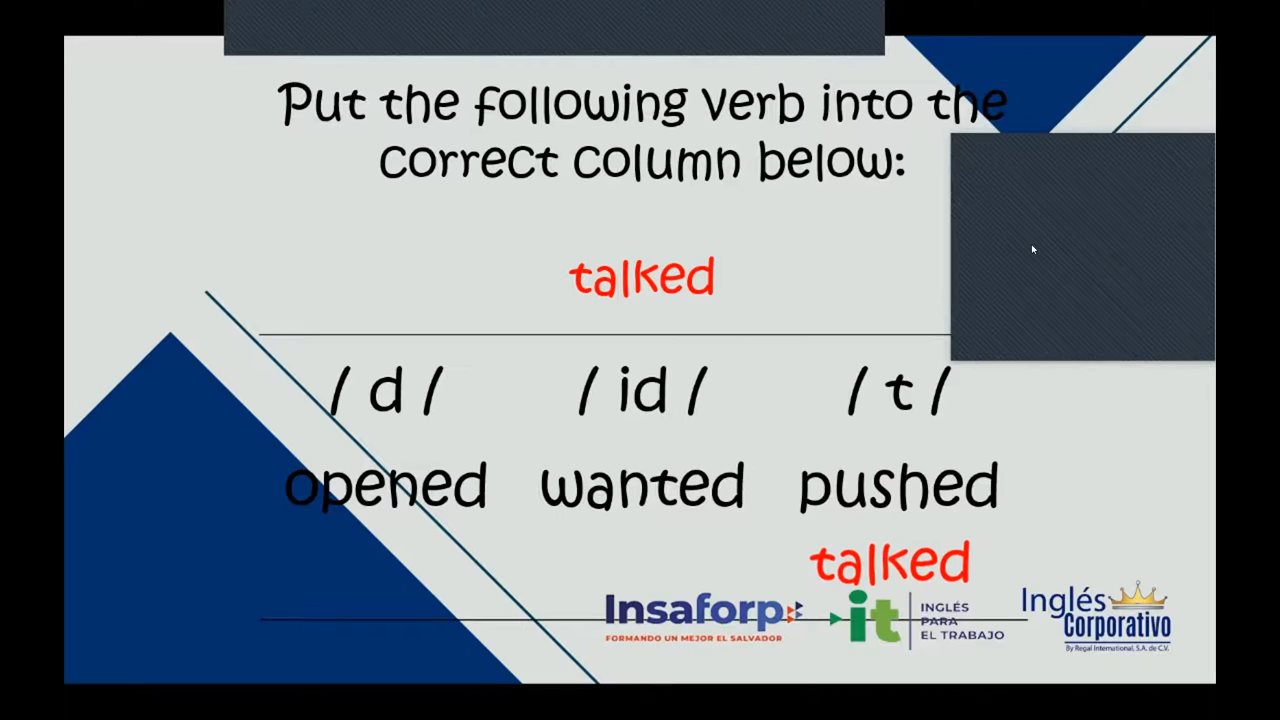 Put the following verb into the
correct column below:
talked
/ d / / id / / t /
opened wanted pushed
talked
Insaforp
FORMANDO UN MEJOR EL SALVADOR
it
INGLÉS
PARA
EL TRABAJO
Inglés
Corporativo
By Regal International, S.A. de C.V.